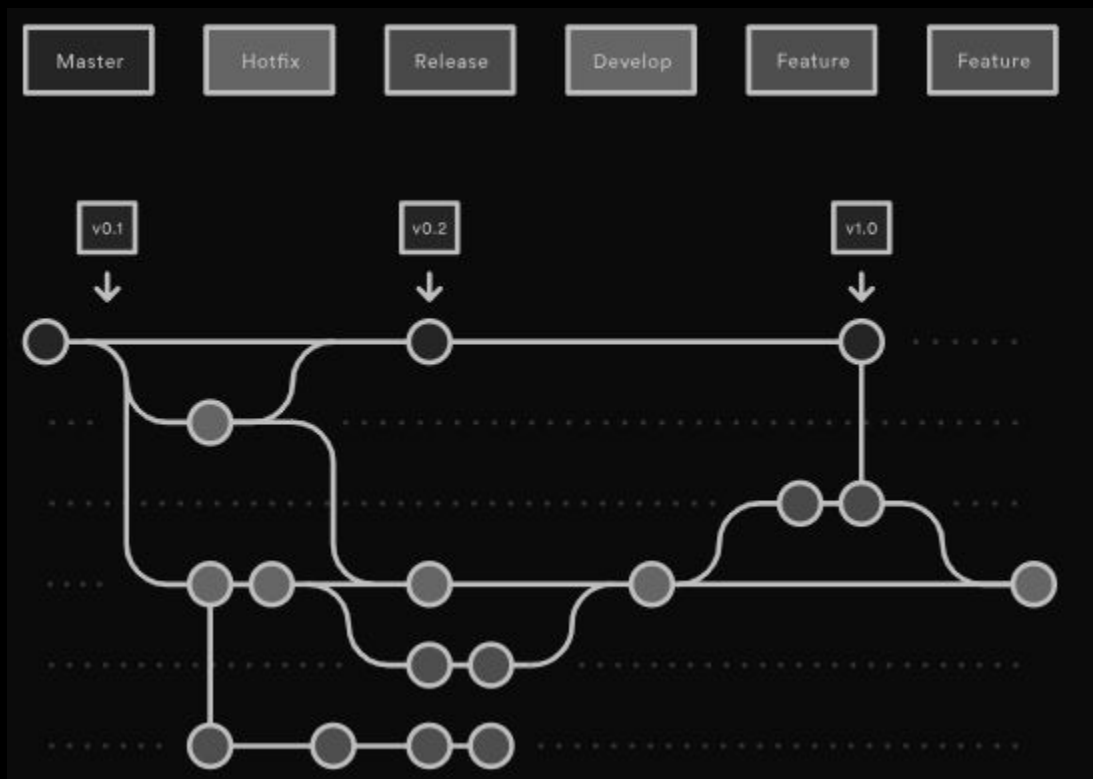 Master
Hotfix
Release
Develop
Feature
Feature
v0.1
v0.2
v1.0